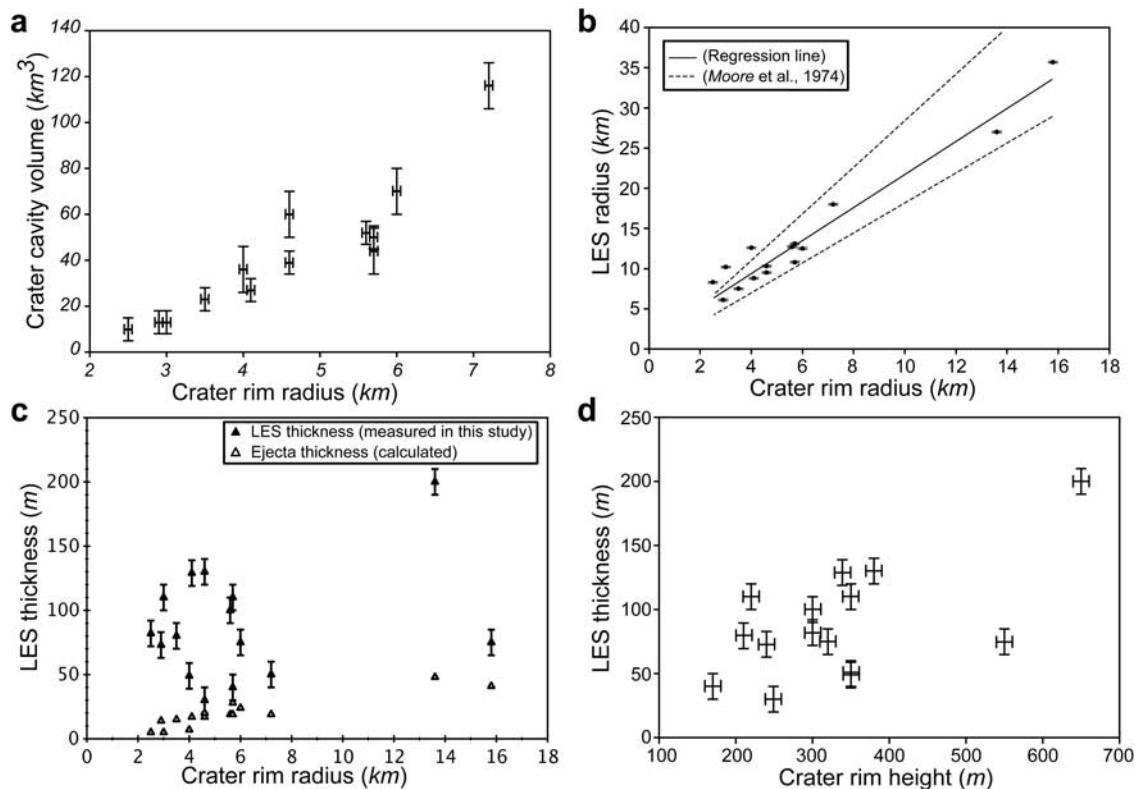 a
140
120
100
80
60
40
20
0
Crater cavity volume (km³)
2 3 4 5 6 7 8
Crater rim radius (km)
b
40
35
30
25
20
15
10
5
0
LES radius (km)
(Regression line)
(Moore et al., 1974)
0 2 4 6 8 10 12 14 16 18
Crater rim radius (km)
c
250
200
150
100
50
0
LES thickness (m)
LES thickness (measured in this study)
Ejecta thickness (calculated)
0 2 4 6 8 10 12 14 16 18
Crater rim radius (km)
d
250
200
150
100
50
0
LES thickness (m)
100 200 300 400 500 600 700
Crater rim height (m)